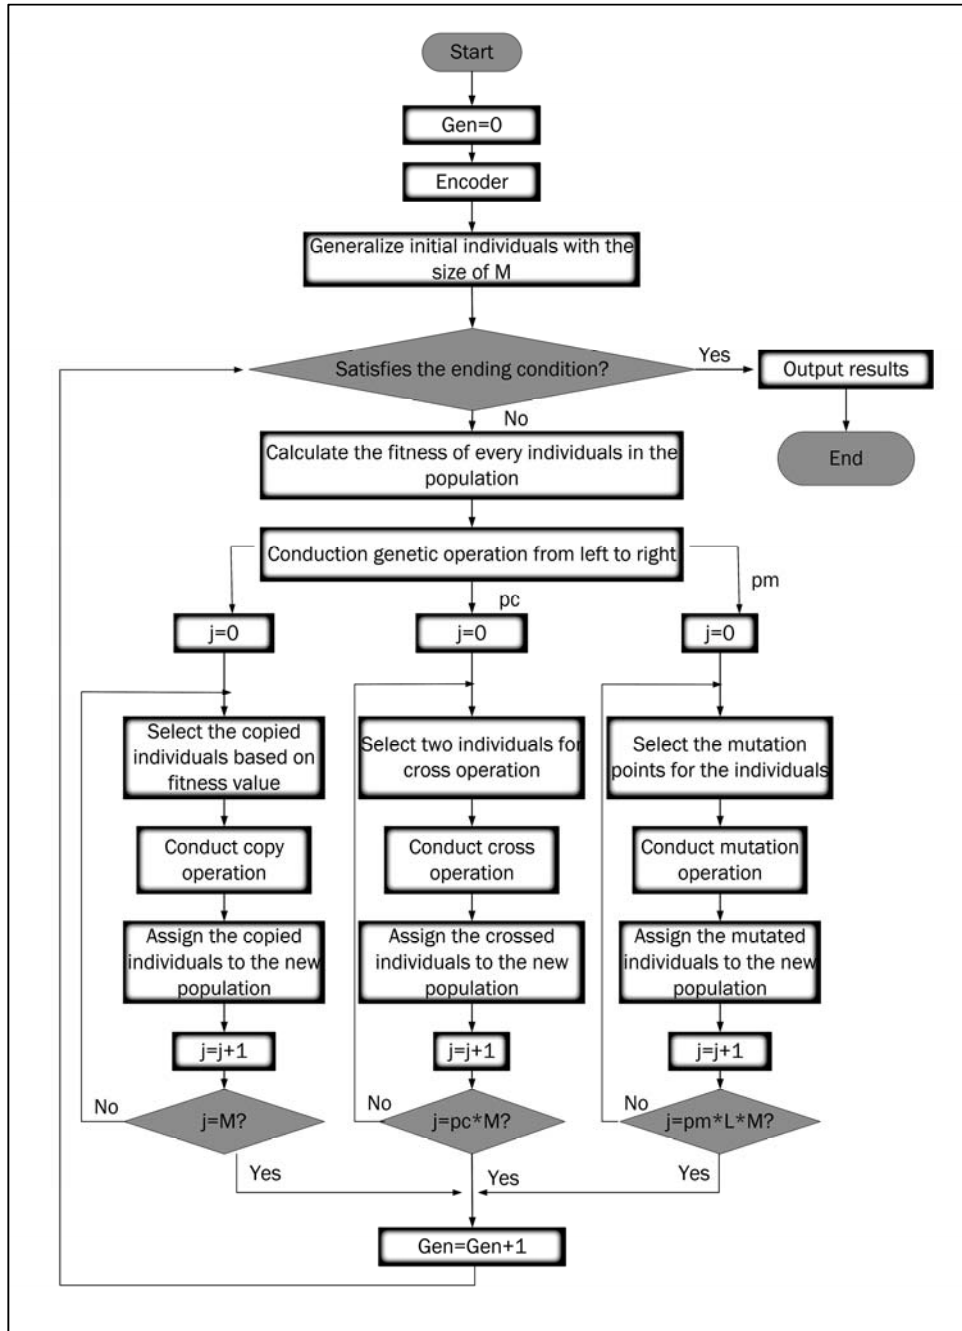 Start
Gen=0
Encoder
Generalize initial individuals with the
size of M
Satisfies the ending condition?
Yes
Output results
End
No
Calculate the fitness of every individuals in the
population
Conduction genetic operation from left to right
pc
pm
j=0
j=0
j=0
Select the copied
individuals based on
fitness value
Select two individuals for
cross operation
Select the mutation
points for the individuals
Conduct copy
operation
Conduct cross
operation
Conduct mutation
operation
Assign the copied
individuals to the new
population
Assign the crossed
individuals to the new
population
Assign the mutated
individuals to the new
population
j=j+1
j=j+1
j=j+1
No
j=M?
No
j=pc*M?
No
j=pm*L*M?
Yes
Yes
Yes
Gen=Gen+1